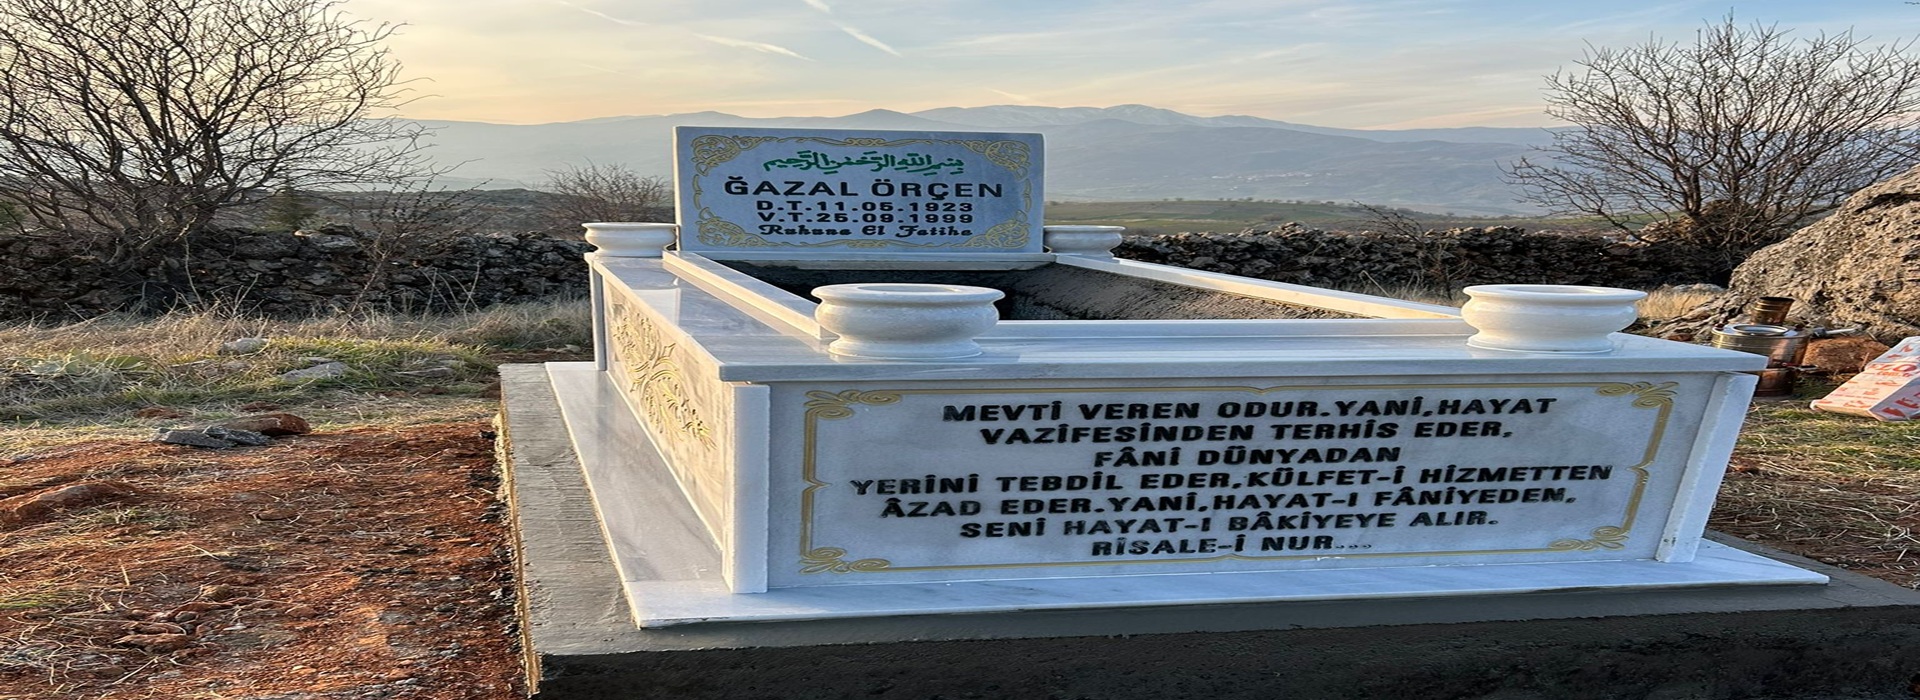 بسم الله الرحمن الرحيم
ĞAZAL ÖRÇEN
D.T.11.05.1923
V.T.25.09.1999
Ruhuna El Fatiha
MEVTİ VEREN ODUR.YANİ,HAYAT
VAZİFESİNDEN TERHİS EDER,
FÂNİ DÜNYADAN
YERİNİ TEBDİL EDER,KÜLFET-İ HİZMETTEN
ÂZAD EDER.YANİ,HAYAT-I FÂNİYEDEN,
SENİ HAYAT-I BÂKİYEYE ALIR.
RİSALE-İ NUR...